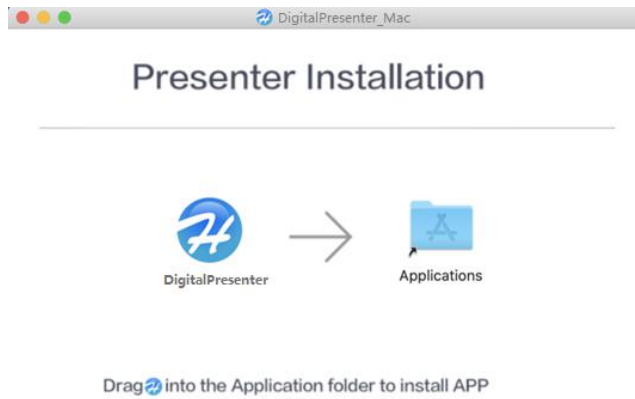 DigitalPresenter_Mac
Presenter Installation
DigitalPresenter
Applications
Drag into the Application folder to install APP